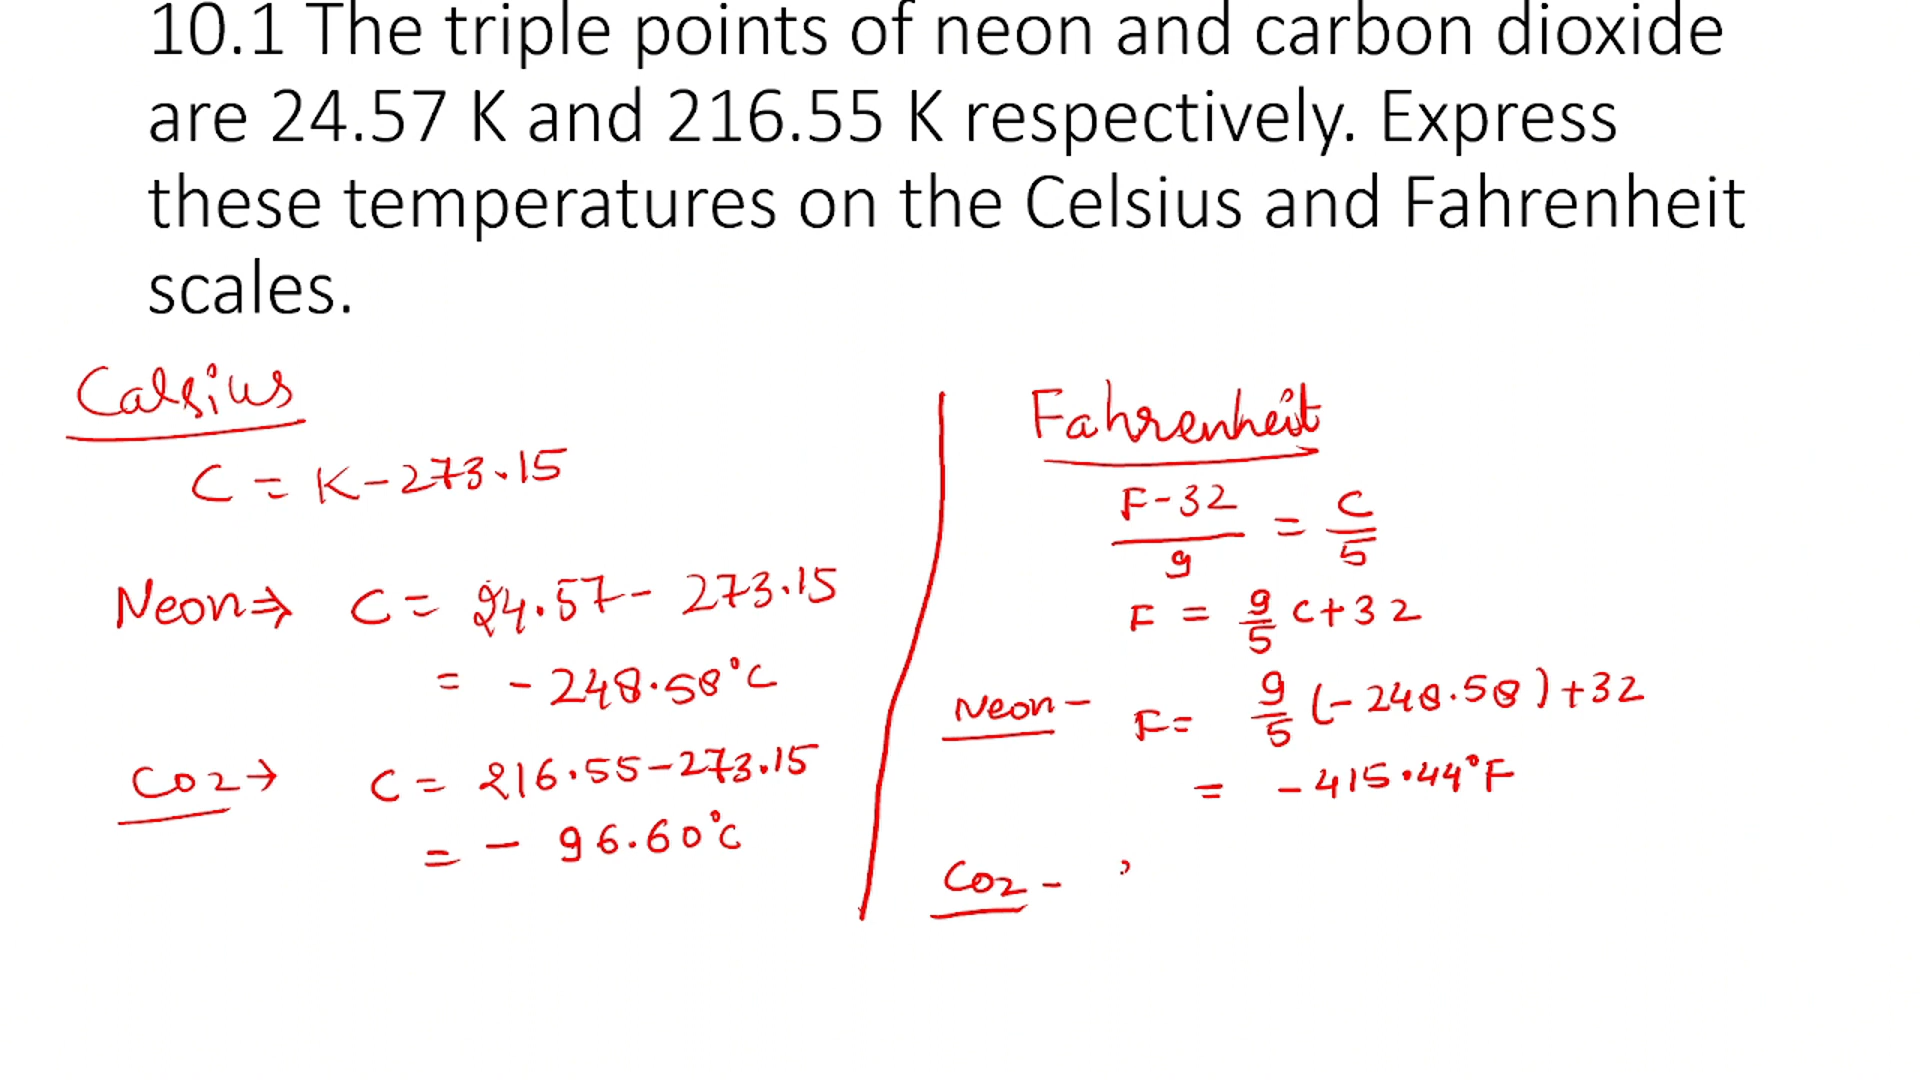 10.1 The triple points of neon and carbon dioxide
are 24.57 K and 216.55 K respectively. Express
these temperatures on the Celsius and Fahrenheit
scales.
Calsius
C = K - 273.15
Neon ⇒ C = 24.57 - 273.15
= - 248.58°C
CO2 → C = 216.55 - 273.15
= - 96.60°C
Fahrenheit
F - 32 / 9 = C / 5
F = 9/5 C + 32
Neon - F = 9/5 (- 248.58) + 32
= - 415.44°F
CO2 -